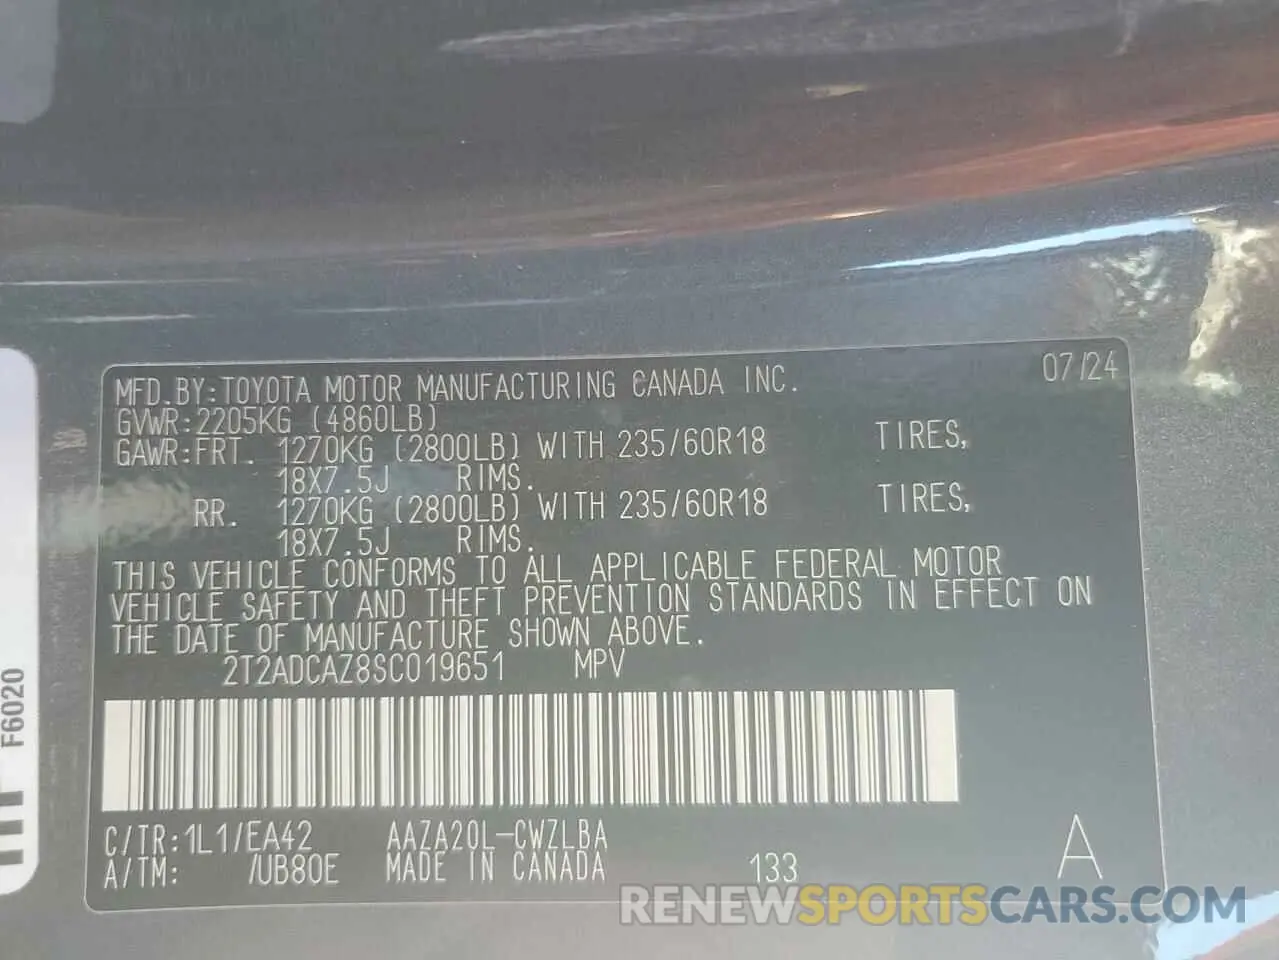 MFD.BY:TOYOTA MOTOR MANUFACTURING CANADA INC. 07/24
GVWR:2205KG (4860LB)
GAWR:FRT. 1270KG (2800LB) WITH 235/60R18 TIRES,
18X7.5J RIMS.
RR. 1270KG (2800LB) WITH 235/60R18 TIRES,
18X7.5J RIMS.
THIS VEHICLE CONFORMS TO ALL APPLICABLE FEDERAL MOTOR
VEHICLE SAFETY AND THEFT PREVENTION STANDARDS IN EFFECT ON
THE DATE OF MANUFACTURE SHOWN ABOVE.
2T2ADCAZ8SC019651 MPV
F6020
C/TR:1L1/EA42 AAZA20L-CWZLBA
A/TM: /UB80E MADE IN CANADA 133 A
RENEWSPORTSCARS.COM